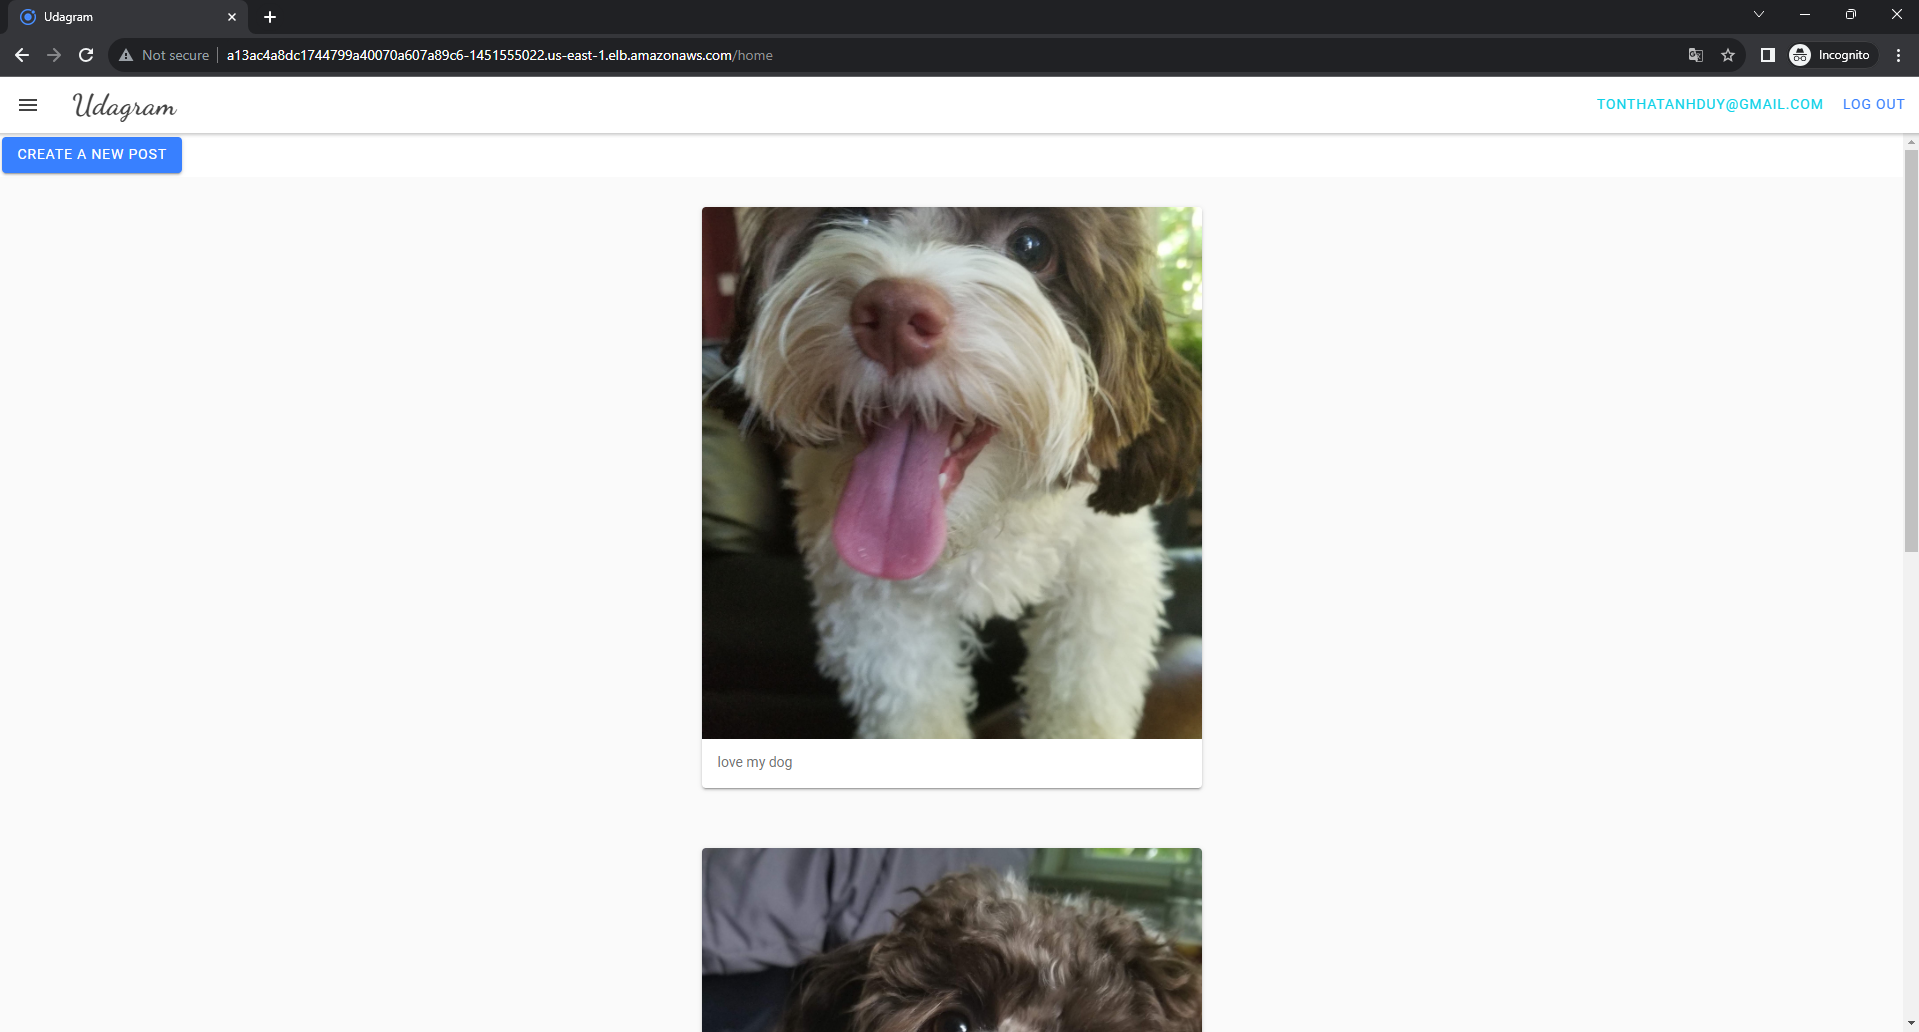 Udagram
Not secure a13ac4a8dc1744799a40070a607a89c6-1451555022.us-east-1.elb.amazonaws.com/home
Incognito
Udagram
TONTHATANHDUY@GMAIL.COM LOG OUT
CREATE A NEW POST
love my dog